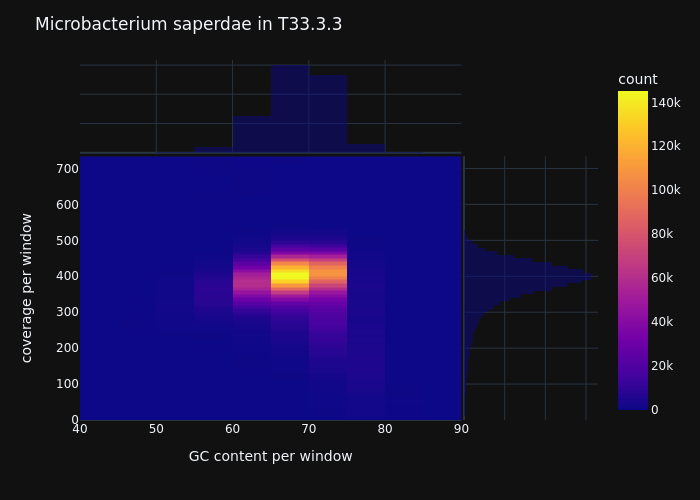 Microbacterium saperdae in T33.3.3
count
140k
120k
100k
80k
60k
40k
20k
0
coverage per window
700
600
500
400
300
200
100
0
40 50 60 70 80 90
GC content per window